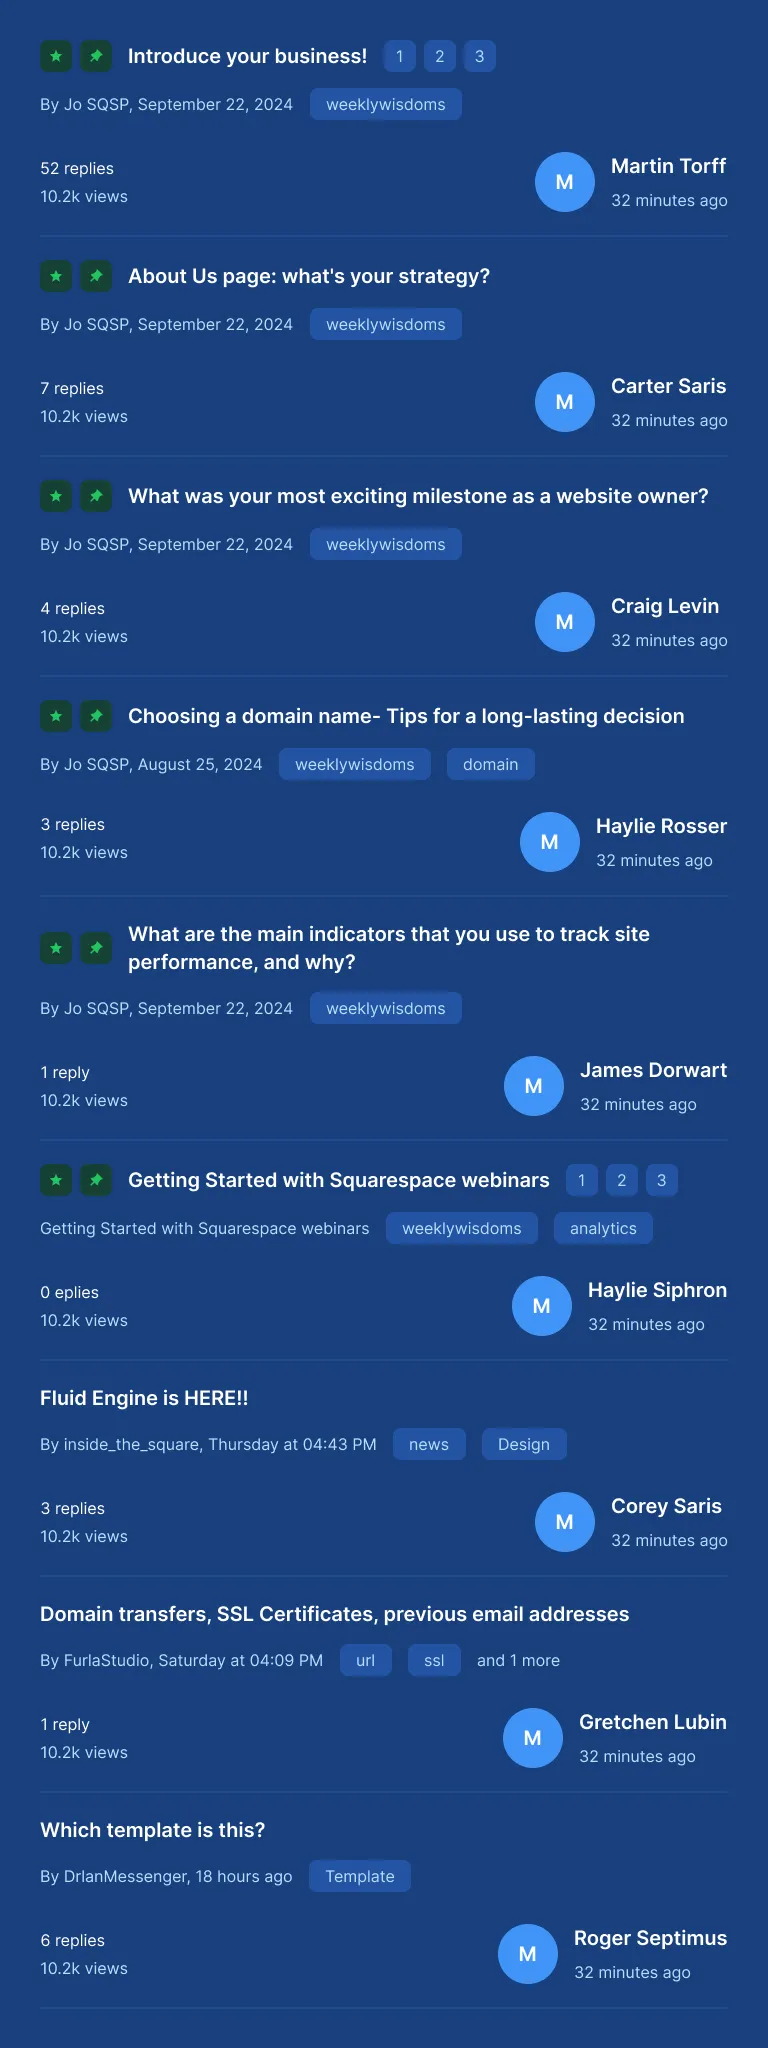 Introduce your business! 1 2 3
By Jo SQSP, September 22, 2024 weeklywisdoms
52 replies
10.2k views
M
Martin Torff
32 minutes ago
About Us page: what's your strategy?
By Jo SQSP, September 22, 2024 weeklywisdoms
7 replies
10.2k views
M
Carter Saris
32 minutes ago
What was your most exciting milestone as a website owner?
By Jo SQSP, September 22, 2024 weeklywisdoms
4 replies
10.2k views
M
Craig Levin
32 minutes ago
Choosing a domain name- Tips for a long-lasting decision
By Jo SQSP, August 25, 2024 weeklywisdoms domain
3 replies
10.2k views
M
Haylie Rosser
32 minutes ago
What are the main indicators that you use to track site
performance, and why?
By Jo SQSP, September 22, 2024 weeklywisdoms
1 reply
10.2k views
M
James Dorwart
32 minutes ago
Getting Started with Squarespace webinars 1 2 3
Getting Started with Squarespace webinars weeklywisdoms analytics
0 eplies
10.2k views
M
Haylie Siphron
32 minutes ago
Fluid Engine is HERE!!
By inside_the_square, Thursday at 04:43 PM news Design
3 replies
10.2k views
M
Corey Saris
32 minutes ago
Domain transfers, SSL Certificates, previous email addresses
By FurlaStudio, Saturday at 04:09 PM url ssl and 1 more
1 reply
10.2k views
M
Gretchen Lubin
32 minutes ago
Which template is this?
By DrIanMessenger, 18 hours ago Template
6 replies
10.2k views
M
Roger Septimus
32 minutes ago